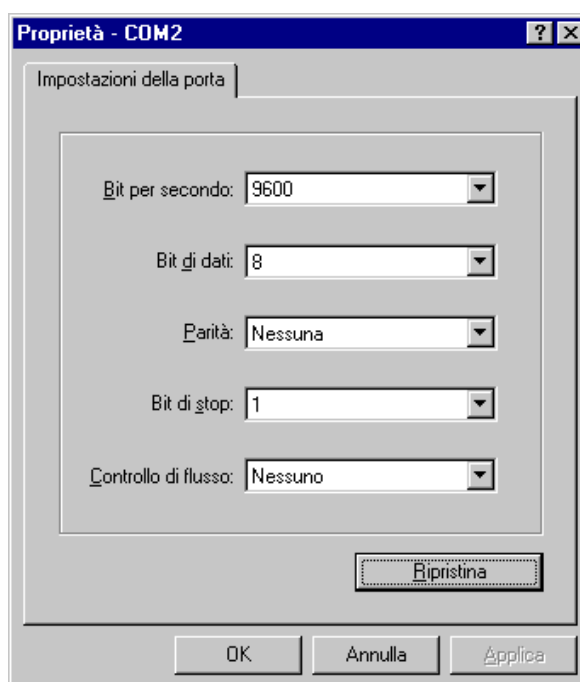 Proprietà - COM2
Impostazioni della porta
Bit per secondo: 9600
Bit di dati: 8
Parità: Nessuna
Bit di stop: 1
Controllo di flusso: Nessuno
Ripristina
OK Annulla Applica